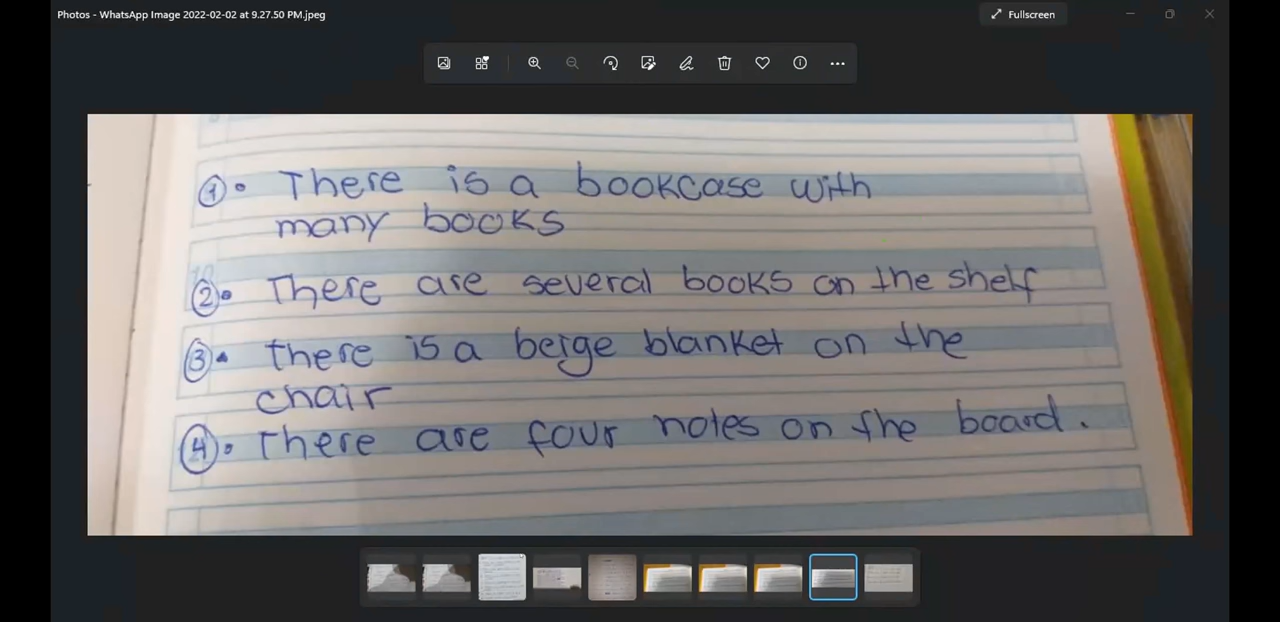 Photos - WhatsApp Image 2022-02-02 at 9.27.50 PM.jpeg
Fullscreen
1. There is a bookcase with
many books
2. There are several books on the shelf
3. there is a beige blanket on the
chair
4. There are four notes on the board.